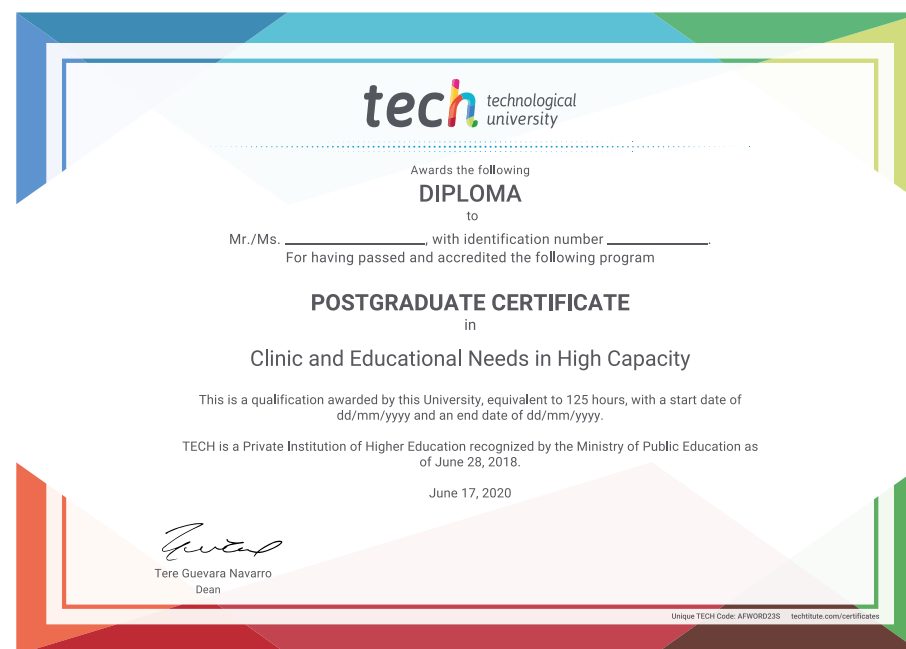 tech technological
university
Awards the following
DIPLOMA
to
Mr./Ms. ____________________, with identification number ______________.
For having passed and accredited the following program
POSTGRADUATE CERTIFICATE
in
Clinic and Educational Needs in High Capacity
This is a qualification awarded by this University, equivalent to 125 hours, with a start date of
dd/mm/yyyy and an end date of dd/mm/yyyy.
TECH is a Private Institution of Higher Education recognized by the Ministry of Public Education as
of June 28, 2018.
June 17, 2020
Tere Guevara Navarro
Dean
Unique TECH Code: AFWORD23S techtitute.com/certificates